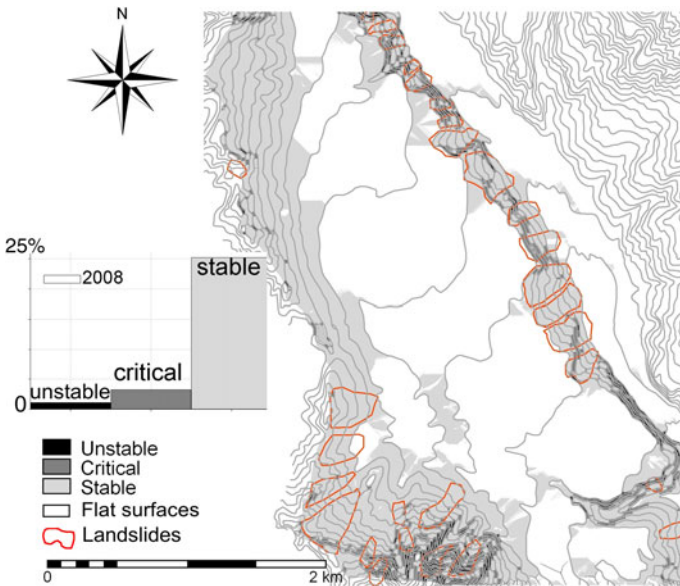 25%
stable
2008
critical
unstable
0
Unstable
Critical
Stable
Flat surfaces
Landslides
0 2 km